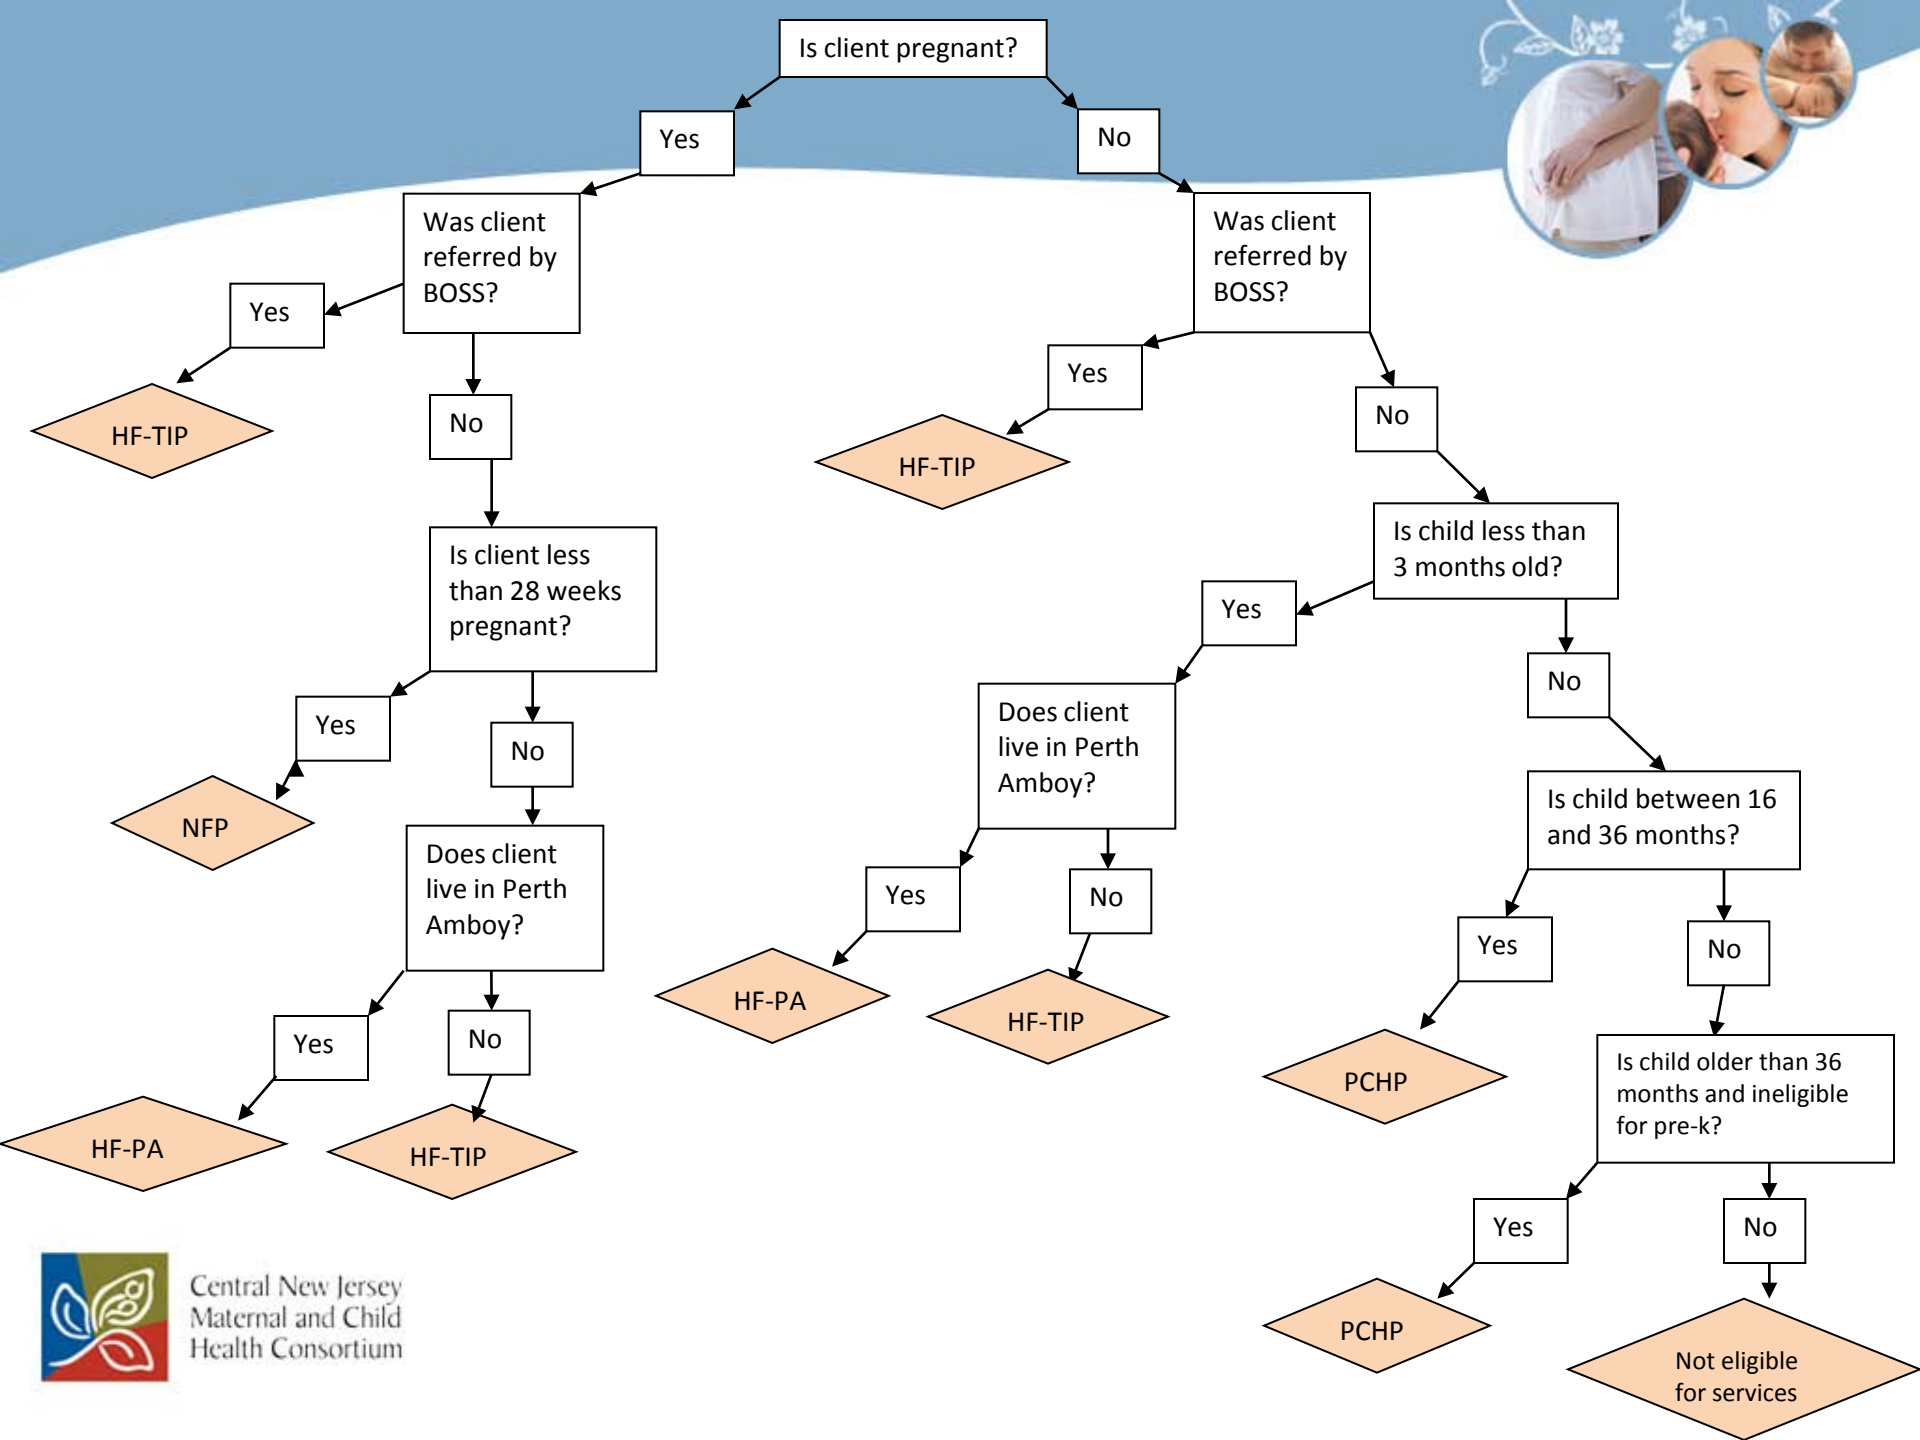 Is client pregnant?
Yes
No
Was client
referred by
BOSS?
Was client
referred by
BOSS?
Yes
HF-TIP
No
Yes
HF-TIP
No
Is client less
than 28 weeks
pregnant?
Is child less than
3 months old?
Yes
NFP
No
Yes
No
Does client
live in Perth
Amboy?
Does client
live in Perth
Amboy?
Is child between 16
and 36 months?
Yes
No
HF-PA
HF-TIP
Yes
No
HF-PA
HF-TIP
Yes
No
PCHP
Is child older than 36
months and ineligible
for pre-k?
Yes
No
PCHP
Not eligible
for services
Central New Jersey
Maternal and Child
Health Consortium